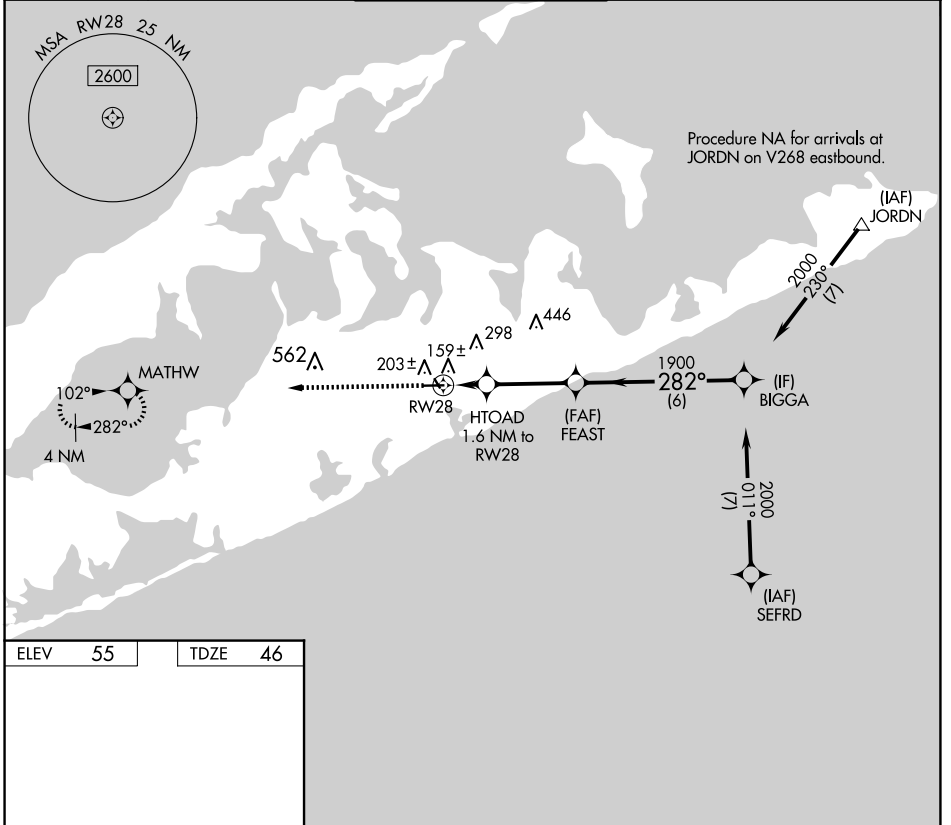 MSA RW28 25 NM
2600
Procedure NA for arrivals at
JORDN on V268 eastbound.
(IAF)
JORDN
2000
230°
(7)
446
298
159±
203±
562
MATHW
102°
282°
4 NM
RW28
HTOAD
1.6 NM to
RW28
(FAF)
FEAST
1900
282°
(6)
(IF)
BIGGA
2000
011°
(7)
(IAF)
SEFRD
ELEV 55
TDZE 46